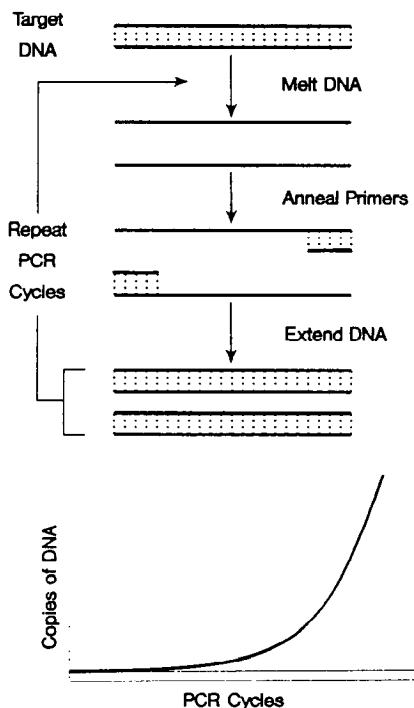 Target
DNA
Melt DNA
Anneal Primers
Repeat
PCR
Cycles
Extend DNA
Copies of DNA
PCR Cycles